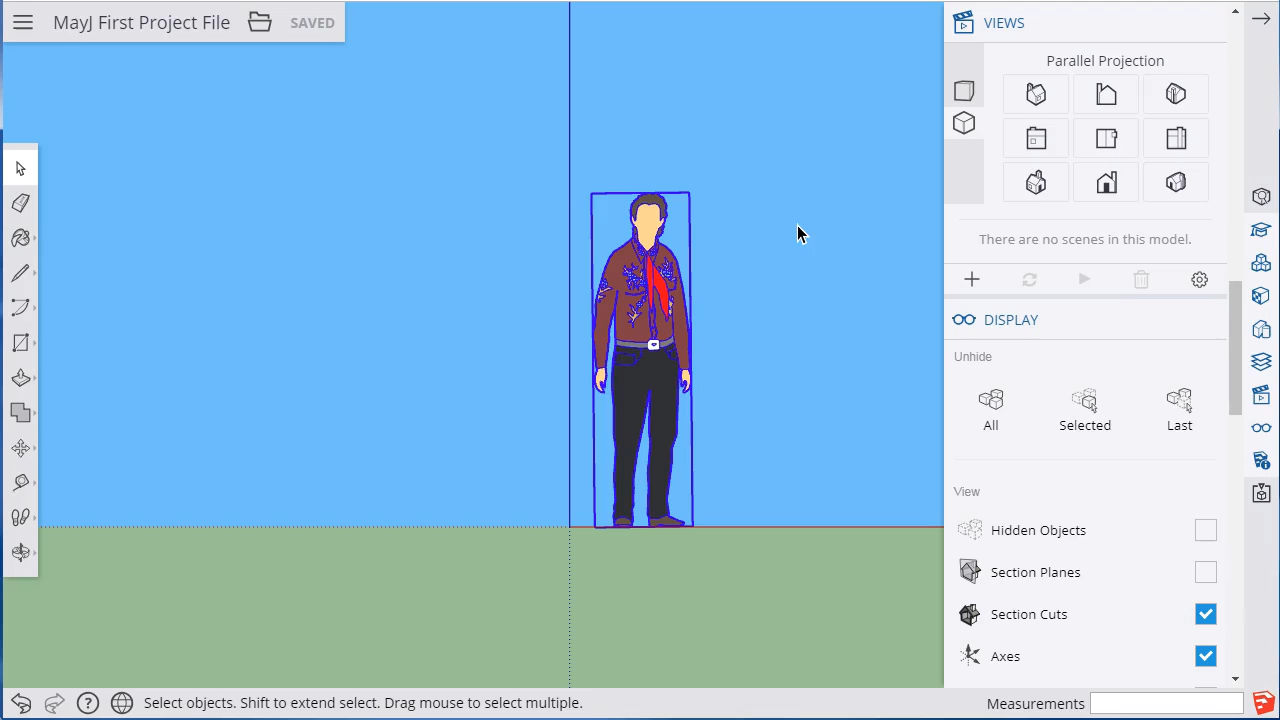 MayJ First Project File SAVED
VIEWS
Parallel Projection
There are no scenes in this model.
DISPLAY
Unhide
All Selected Last
View
Hidden Objects
Section Planes
Section Cuts
Axes
Select objects. Shift to extend select. Drag mouse to select multiple.
Measurements